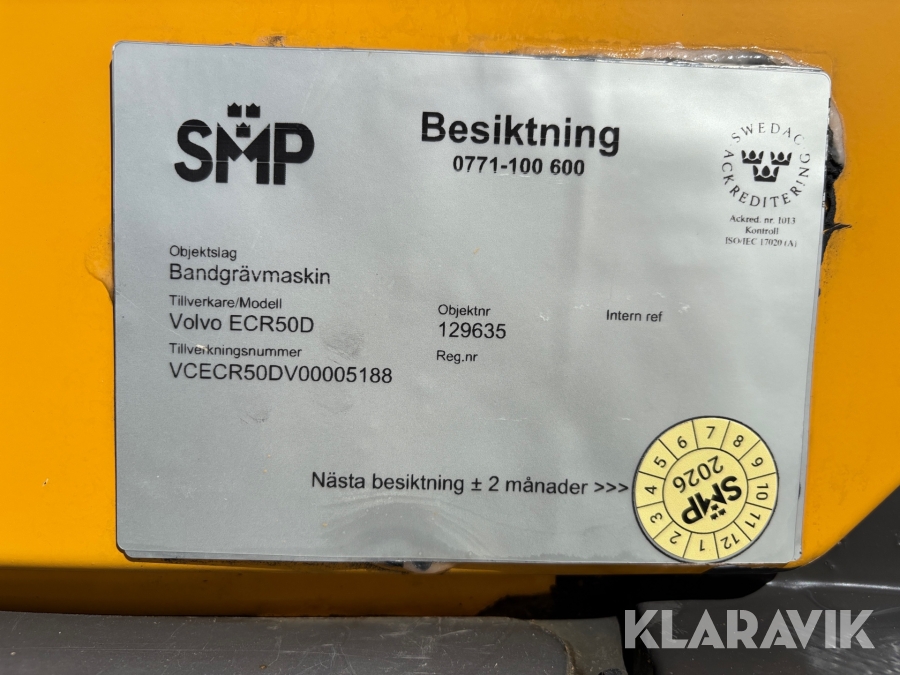 SMP
Besiktning
0771-100 600
SWEDAC
ACKREDITERING
Ackred. nr. 1013
Kontroll
ISO/IEC 17020 (A)
Objektslag
Bandgrävmaskin
Tillverkare/Modell
Volvo ECR50D
Objektnr
129635
Intern ref
Tillverkningsnummer
VCECR50DV00005188
Reg.nr
Nästa besiktning ± 2 månader >>>
1 2 3 4 5 6 7 8 9 10 11 12
SMP
2026
KLARAVIK